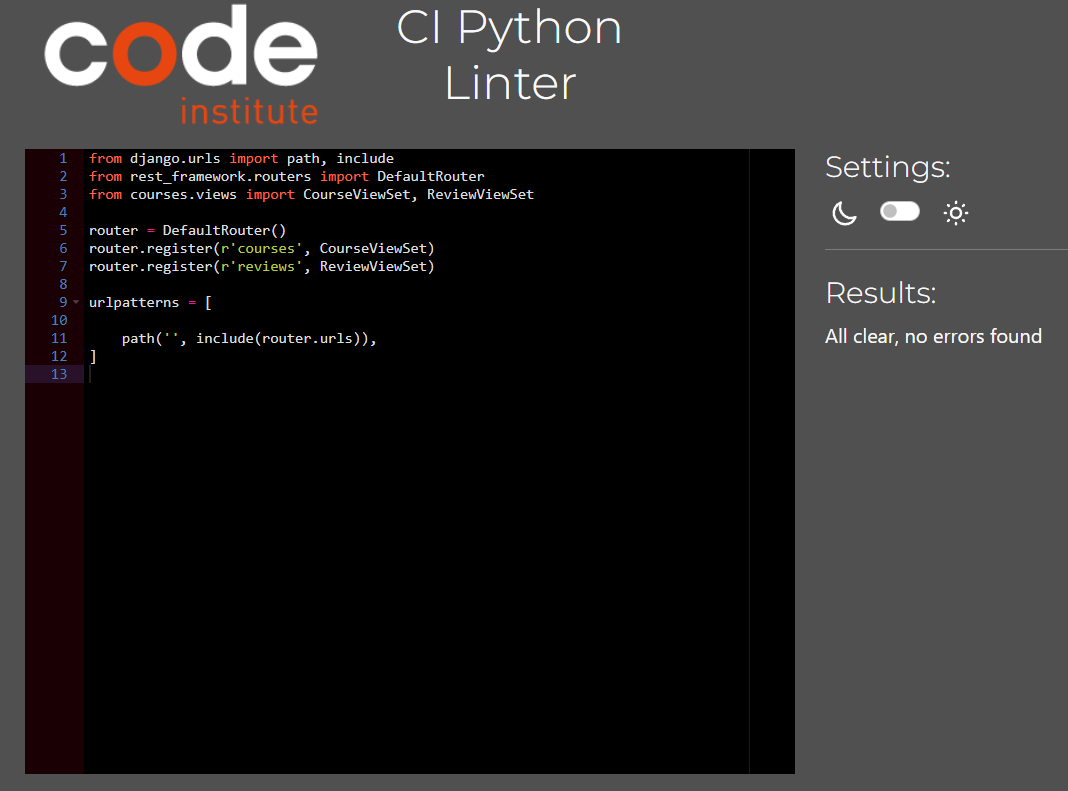 code
institute
CI Python
Linter
1 from django.urls import path, include
2 from rest_framework.routers import DefaultRouter
3 from courses.views import CourseViewSet, ReviewViewSet
4
5 router = DefaultRouter()
6 router.register(r'courses', CourseViewSet)
7 router.register(r'reviews', ReviewViewSet)
8
9 urlpatterns = [
10
11     path('', include(router.urls)),
12 ]
13
Settings:
Results:
All clear, no errors found